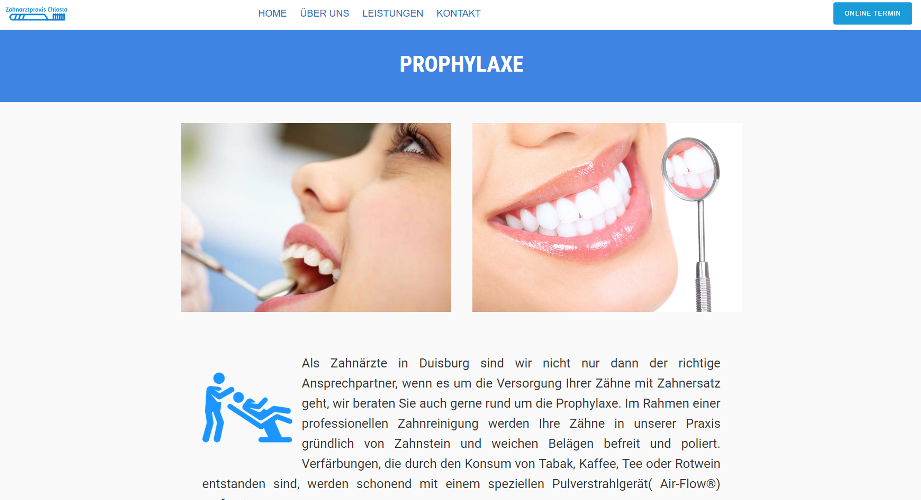 Zahnarztpraxis Chlosta
HOME ÜBER UNS LEISTUNGEN KONTAKT
ONLINE TERMIN
PROPHYLAXE
Als Zahnärzte in Duisburg sind wir nicht nur dann der richtige
Ansprechpartner, wenn es um die Versorgung Ihrer Zähne mit Zahnersatz
geht, wir beraten Sie auch gerne rund um die Prophylaxe. Im Rahmen einer
professionellen Zahnreinigung werden Ihre Zähne in unserer Praxis
gründlich von Zahnstein und weichen Belägen befreit und poliert.
Verfärbungen, die durch den Konsum von Tabak, Kaffee, Tee oder Rotwein
entstanden sind, werden schonend mit einem speziellen Pulverstrahlgerät( Air-Flow®)